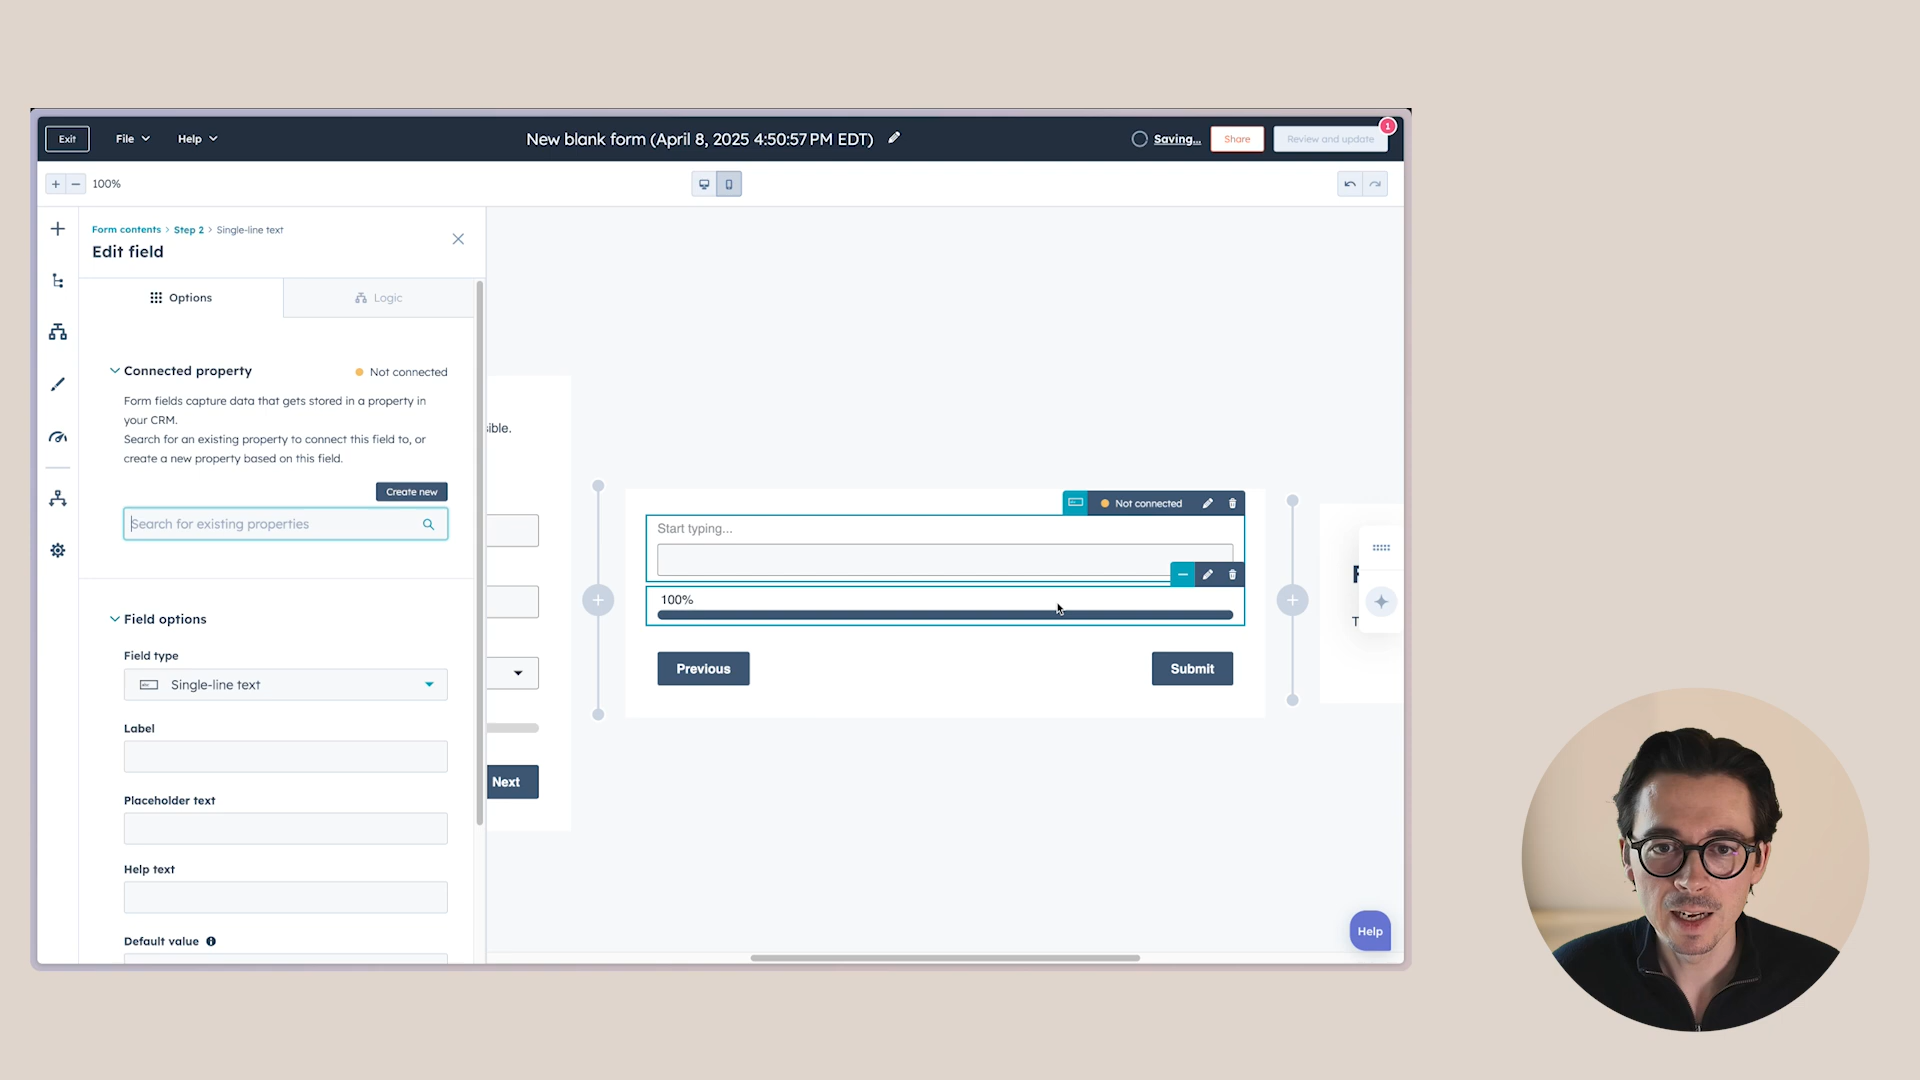 Exit
File
Help
New blank form (April 8, 2025 4:50:57 PM EDT)
Saving...
Share
Review and update
1
100%
Form contents > Step 2 > Single-line text
Edit field
Options
Logic
Connected property
Not connected
Form fields capture data that gets stored in a property in
your CRM.
Search for an existing property to connect this field to, or
create a new property based on this field.
Create new
Search for existing properties
Field options
Field type
Single-line text
Label
Placeholder text
Help text
Default value
ible.
Next
Not connected
Start typing...
100%
Previous
Submit
T
Help